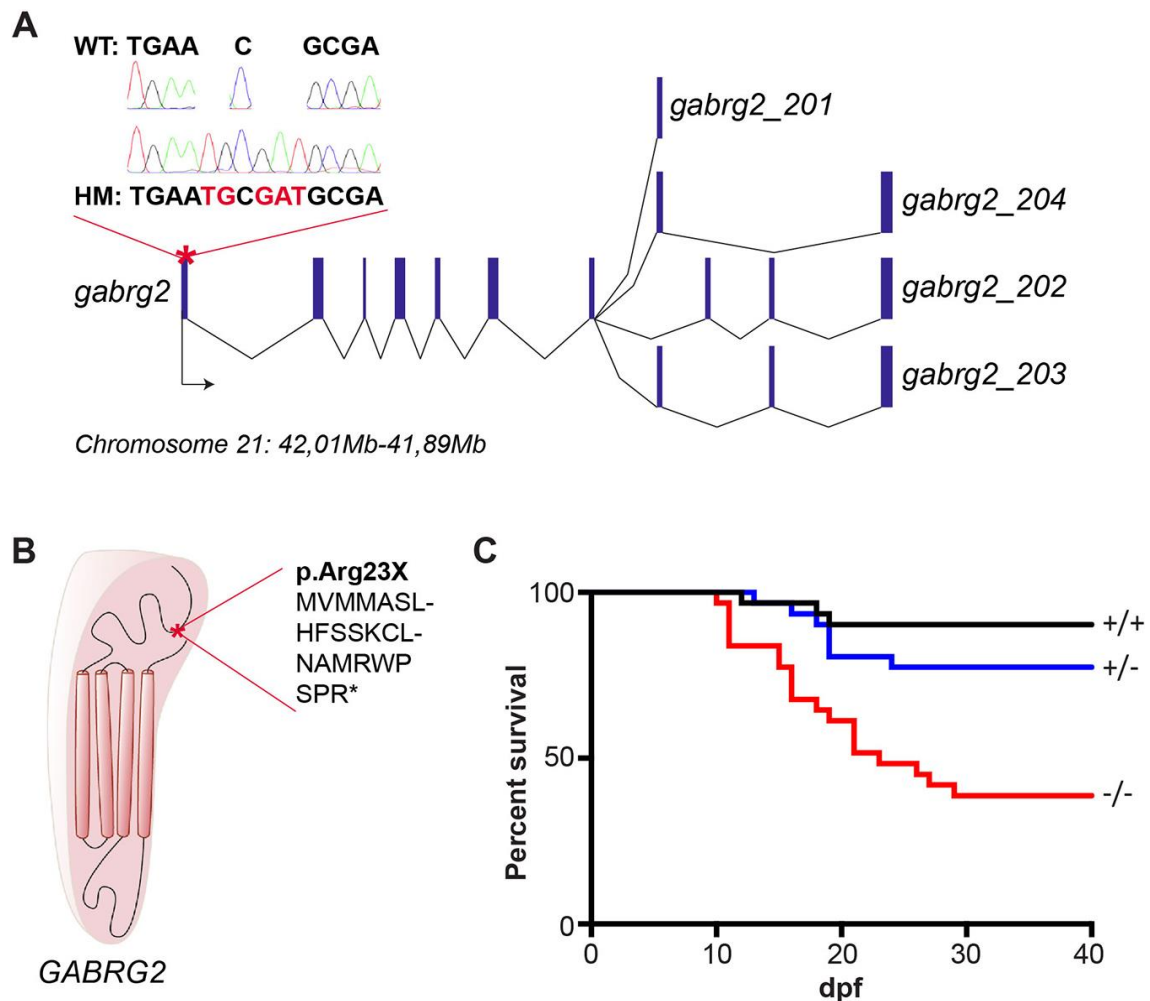 A
WT: TGAA C GCGA
HM: TGAATGCGATGCGA
gabrg2
gabrg2_201
gabrg2_204
gabrg2_202
gabrg2_203
Chromosome 21: 42,01Mb-41,89Mb
B
p.Arg23X
MVMMASL-
HFSSKCL-
NAMRWP
SPR*
GABRG2
C
Percent survival
100
50
0
0 10 20 30 40
dpf
+/+
+/-
-/-